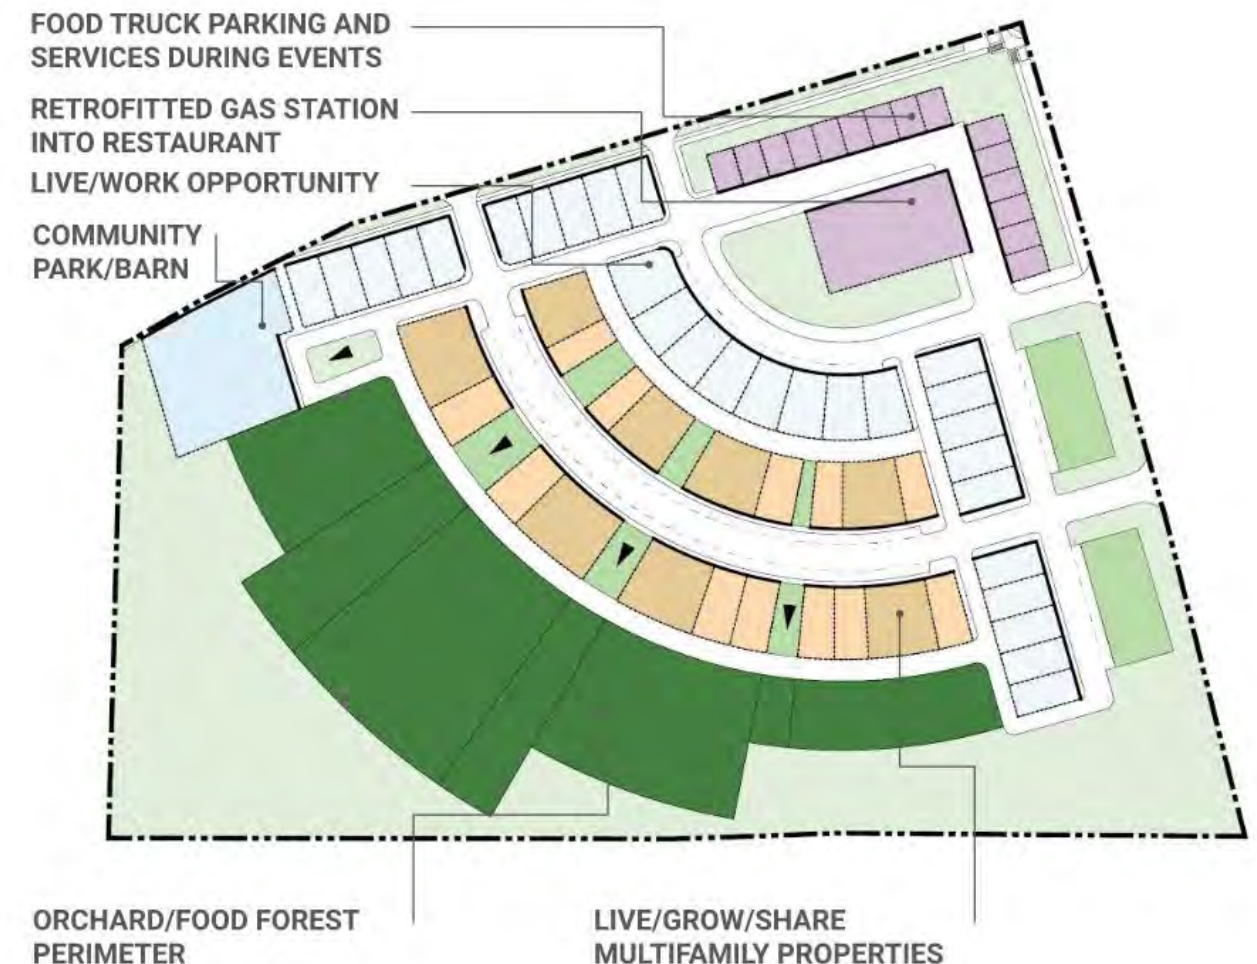 FOOD TRUCK PARKING AND
SERVICES DURING EVENTS
RETROFITTED GAS STATION
INTO RESTAURANT
LIVE/WORK OPPORTUNITY
COMMUNITY
PARK/BARN
ORCHARD/FOOD FOREST
PERIMETER
LIVE/GROW/SHARE
MULTIFAMILY PROPERTIES